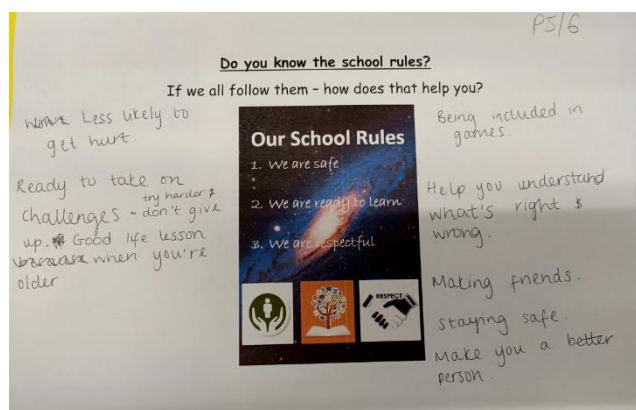 P5/6
Do you know the school rules?
If we all follow them - how does that help you?
Less likely to
get hurt.
Ready to take on
try harder &
challenges - don't give
up. Good life lesson
when you're
older
Our School Rules
1. We are safe
2. We are ready to learn
3. We are respectful
RESPECT
Being included in
games.
Help you understand
what's right &
wrong.
Making friends.
Staying safe.
Make you a better
person.